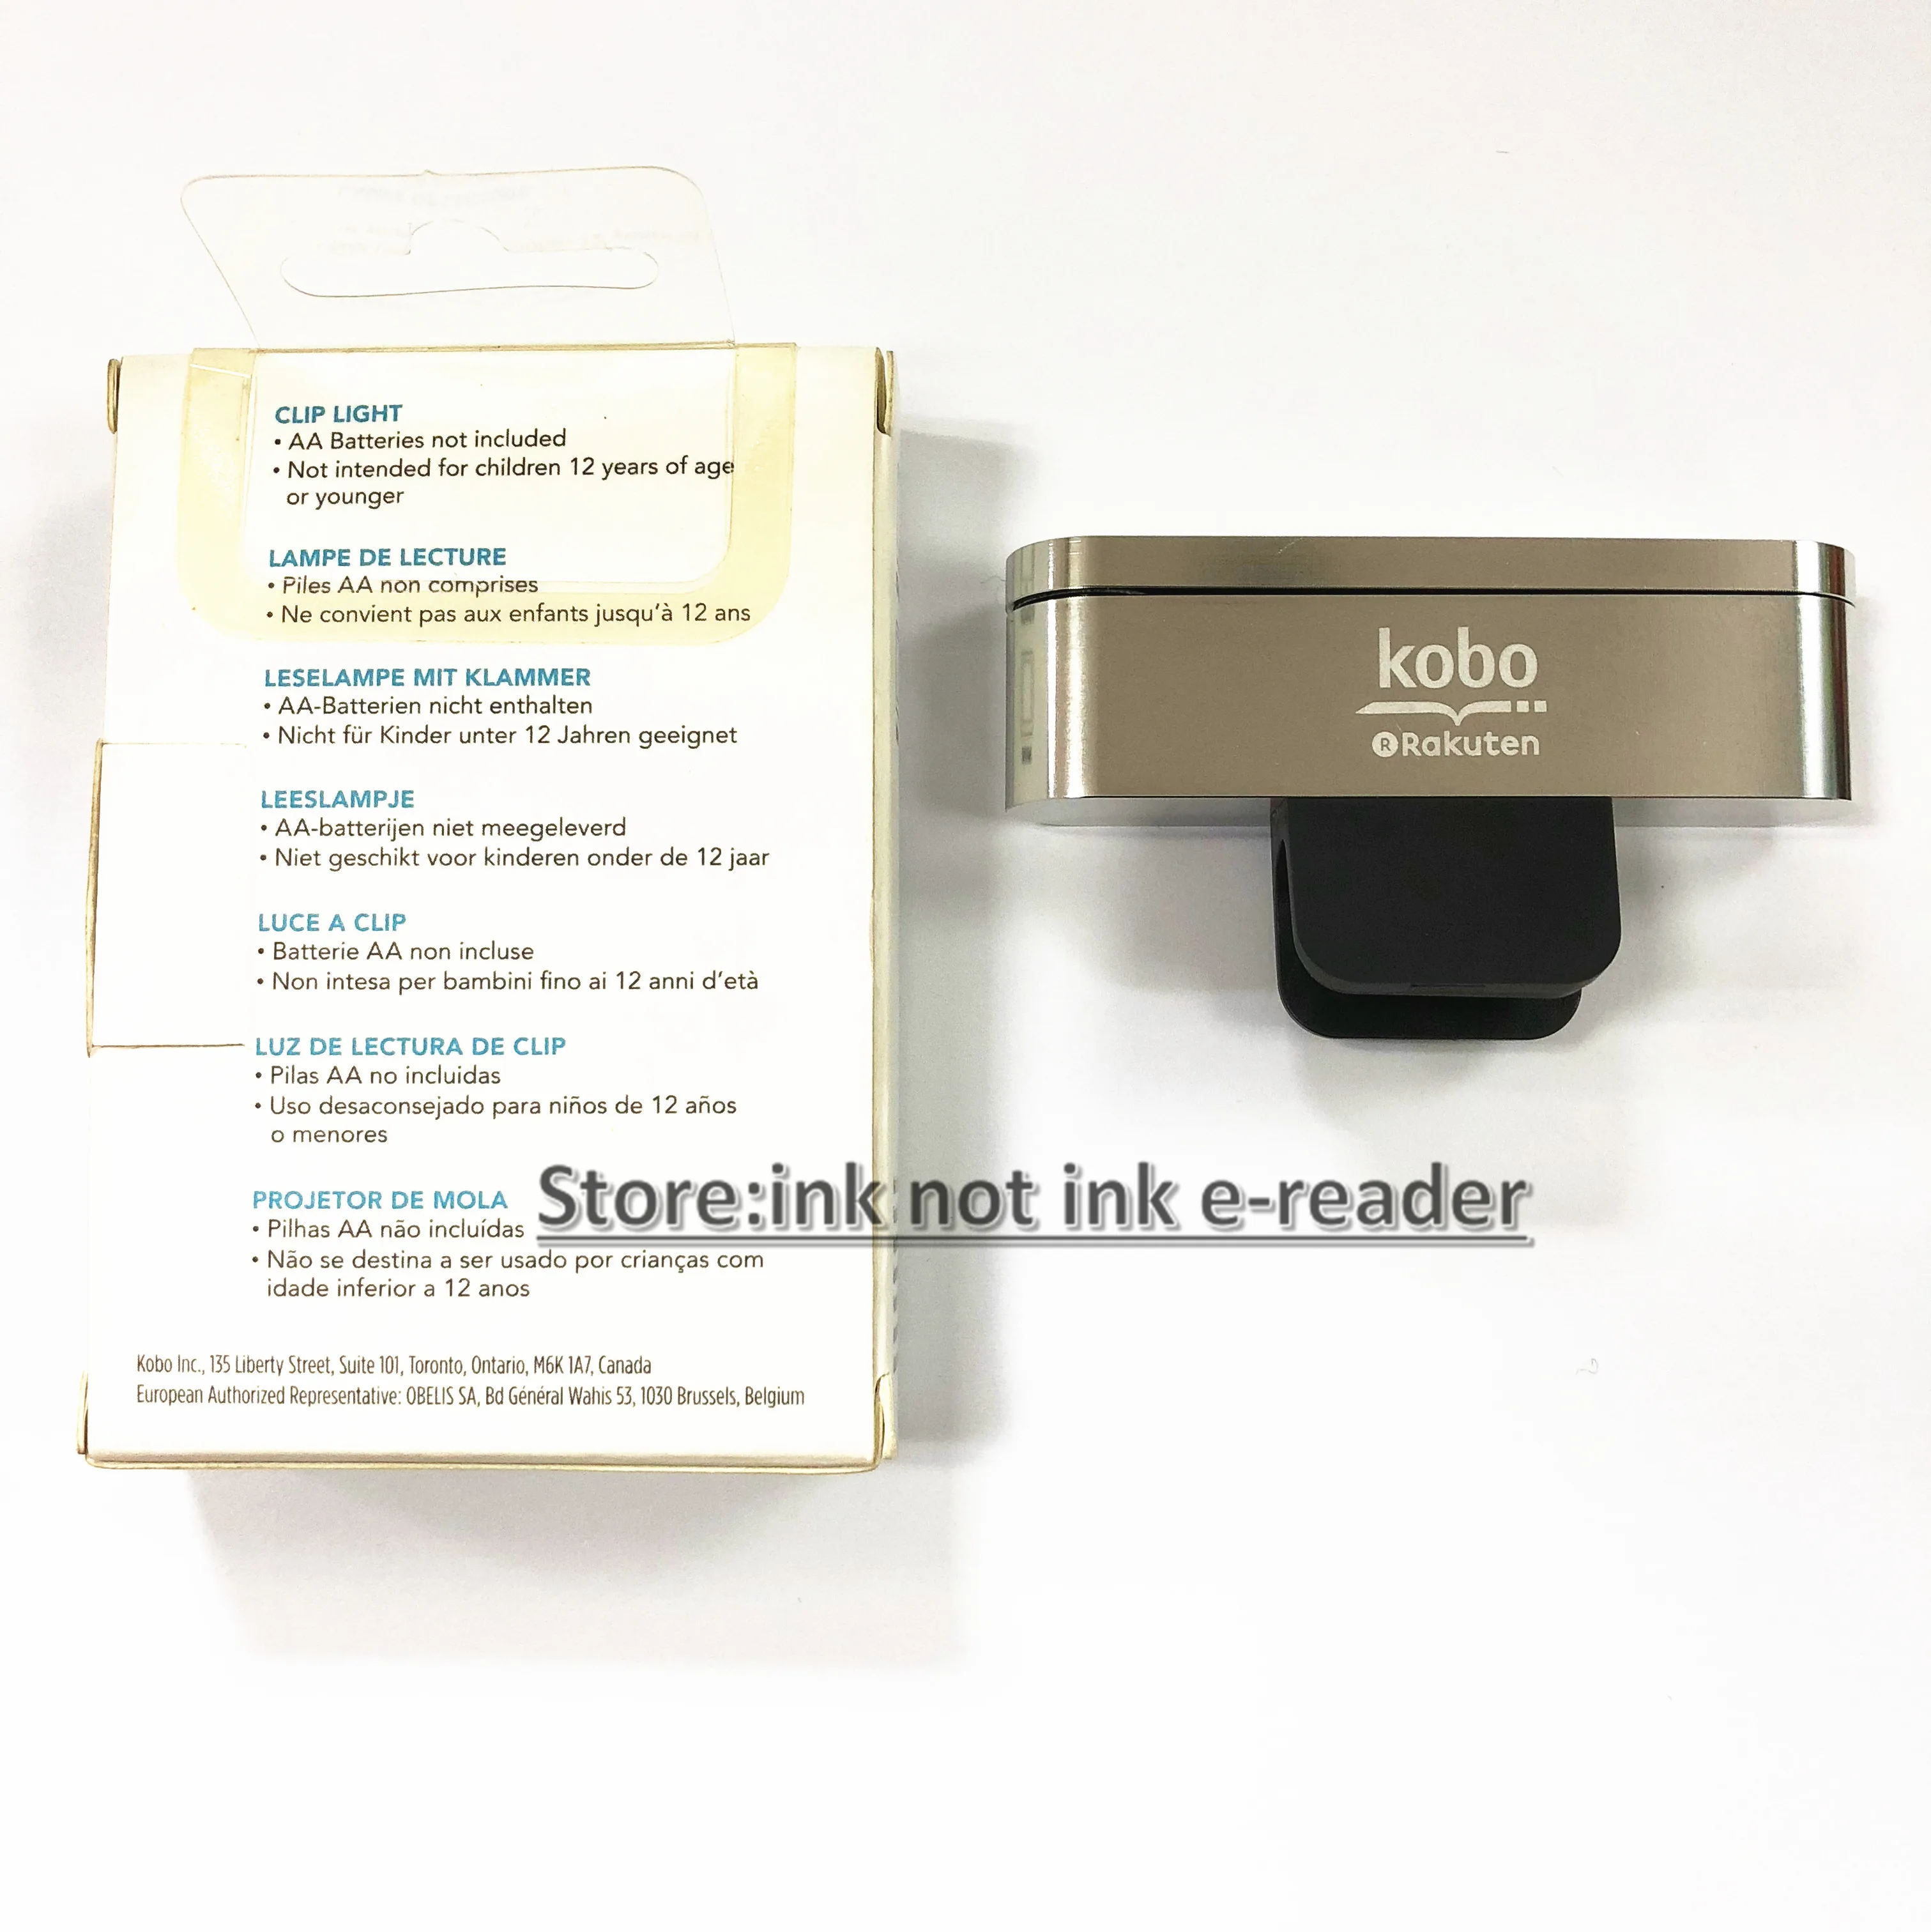 CLIP LIGHT
• AA Batteries not included
• Not intended for children 12 years of age
or younger
LAMPE DE LECTURE
• Piles AA non comprises
• Ne convient pas aux enfants jusqu'à 12 ans
LESELAMPE MIT KLAMMER
• AA-Batterien nicht enthalten
• Nicht für Kinder unter 12 Jahren geeignet
LEESLAMPJE
• AA-batterijen niet meegeleverd
• Niet geschikt voor kinderen onder de 12 jaar
LUCE A CLIP
• Batterie AA non incluse
• Non intesa per bambini fino ai 12 anni d'età
LUZ DE LECTURA DE CLIP
• Pilas AA no incluidas
• Uso desaconsejado para niños de 12 años
o menores
PROJETOR DE MOLA
• Pilhas AA não incluídas
• Não se destina a ser usado por crianças com
idade inferior a 12 anos
Kobo Inc., 135 Liberty Street, Suite 101, Toronto, Ontario, M6K 1A7, Canada
European Authorized Representative: OBELIS SA, Bd Général Wahis 53, 1030 Brussels, Belgium
kobo
R Rakuten
Store:ink not ink e-reader